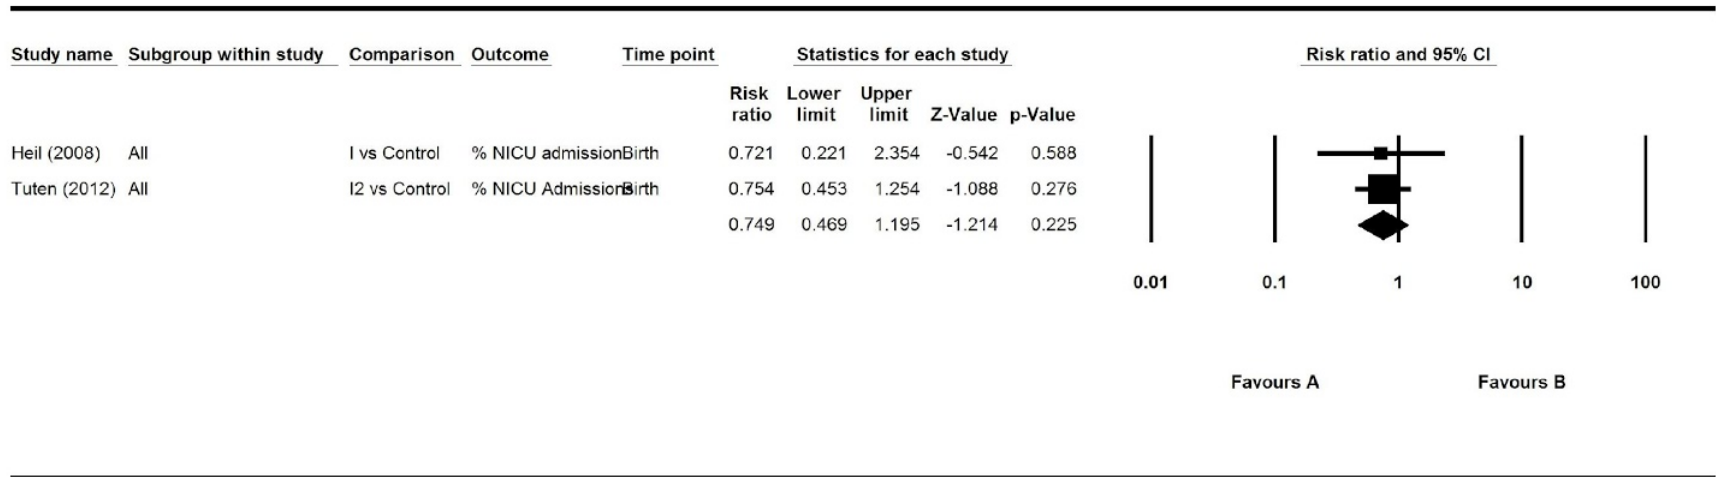 Study name Subgroup within study Comparison Outcome Time point Statistics for each study Risk ratio and 95% CI
Risk Lower Upper
ratio limit limit Z-Value p-Value
Heil (2008) All I vs Control % NICU admission Birth 0.721 0.221 2.354 -0.542 0.588
Tuten (2012) All I2 vs Control % NICU Admissions Birth 0.754 0.453 1.254 -1.088 0.276
0.749 0.469 1.195 -1.214 0.225
0.01 0.1 1 10 100
Favours A Favours B